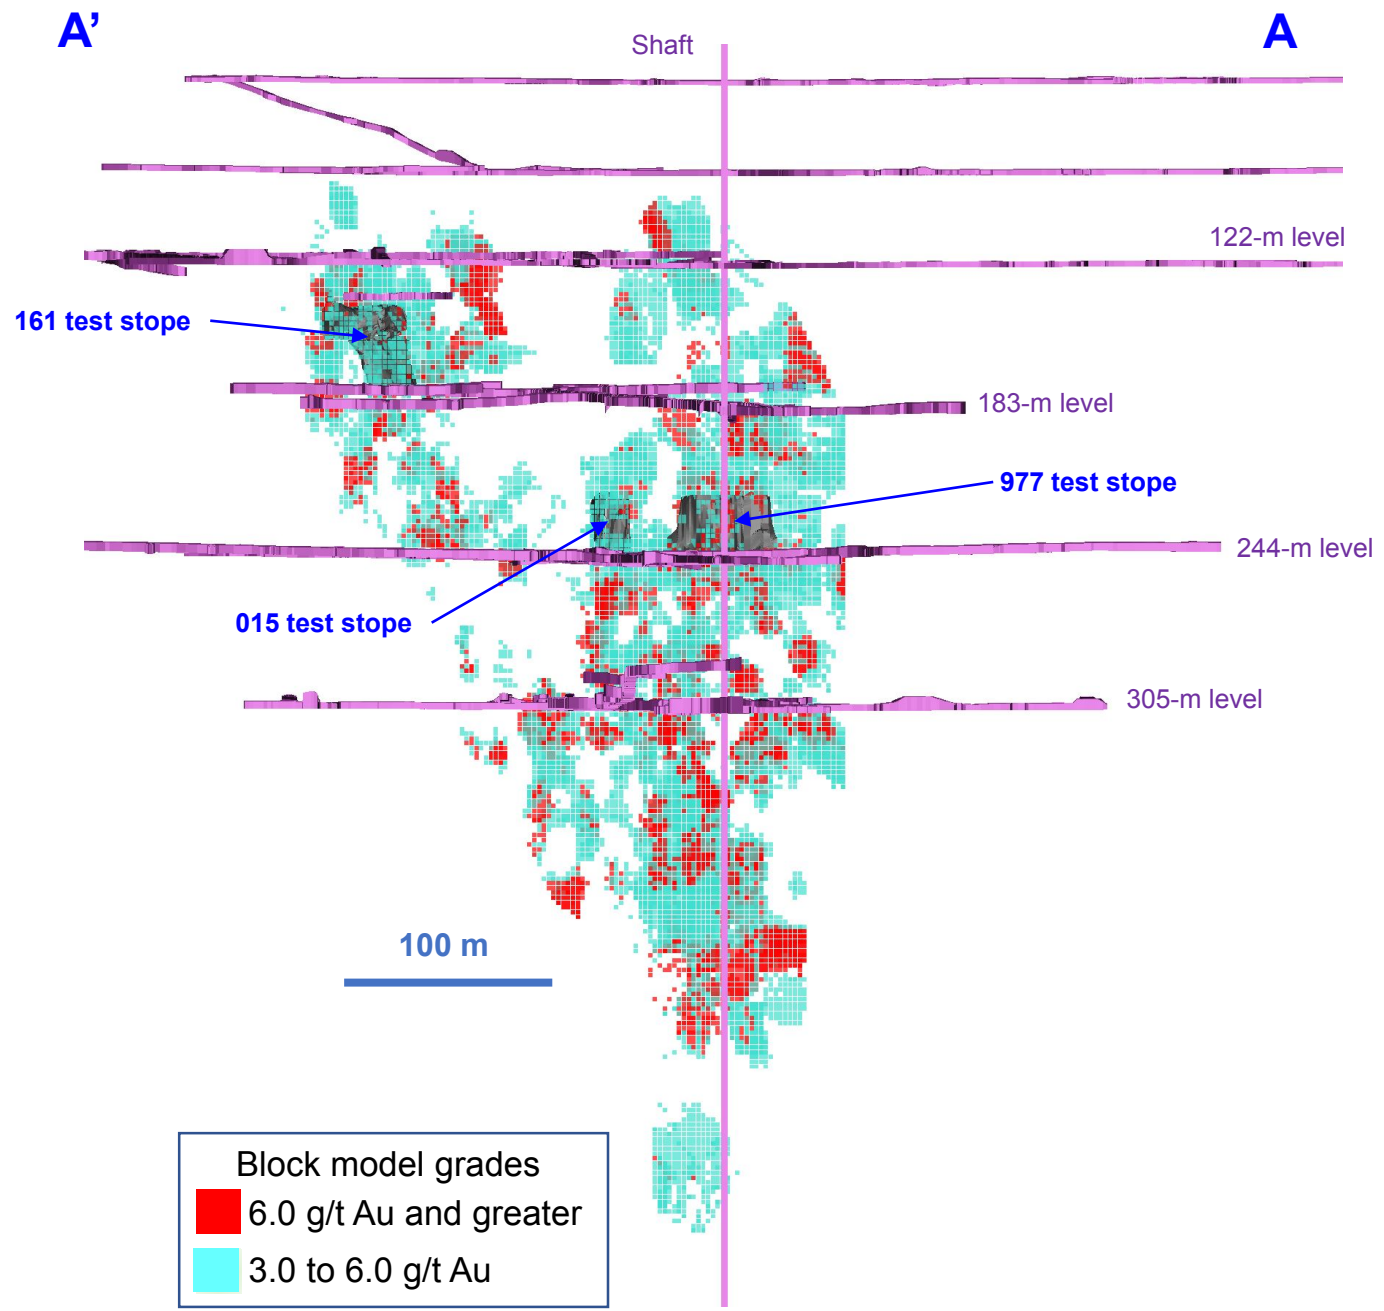 A’
A
Shaft
122-m level
161 test stope
183-m level
977 test stope
244-m level
015 test stope
305-m level
100 m
Block model grades
6.0 g/t Au and greater
3.0 to 6.0 g/t Au